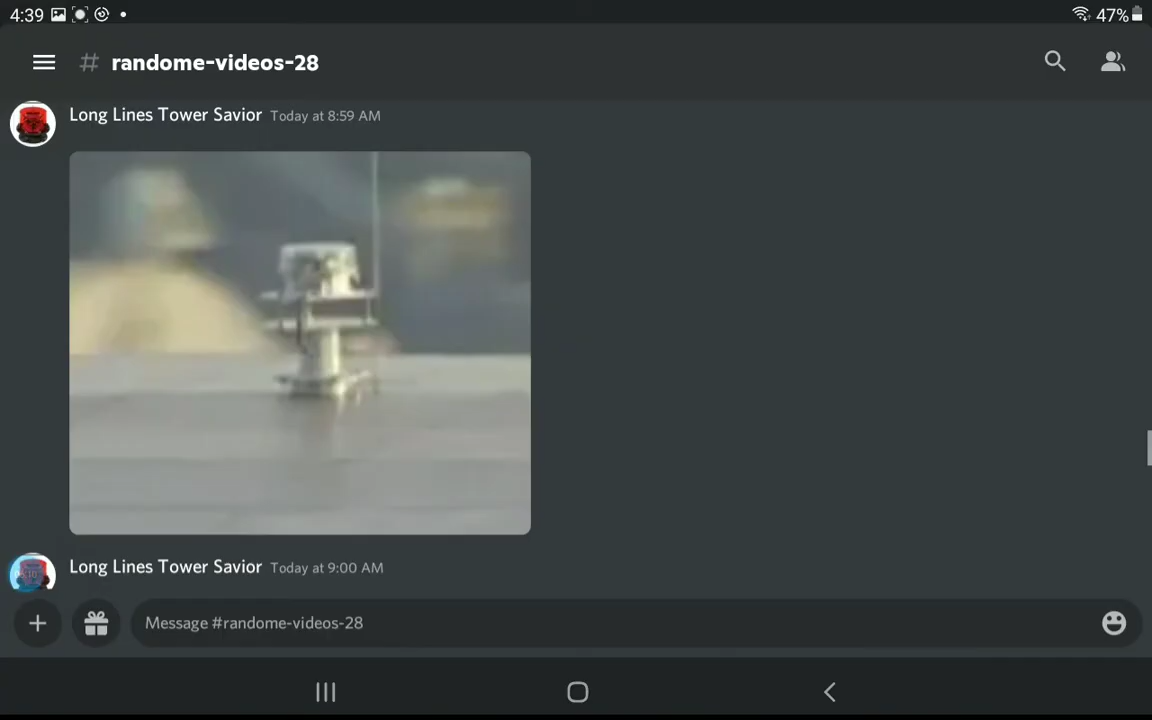 4:39
47%
# randome-videos-28
Long Lines Tower Savior Today at 8:59 AM
Long Lines Tower Savior Today at 9:00 AM
Message #randome-videos-28